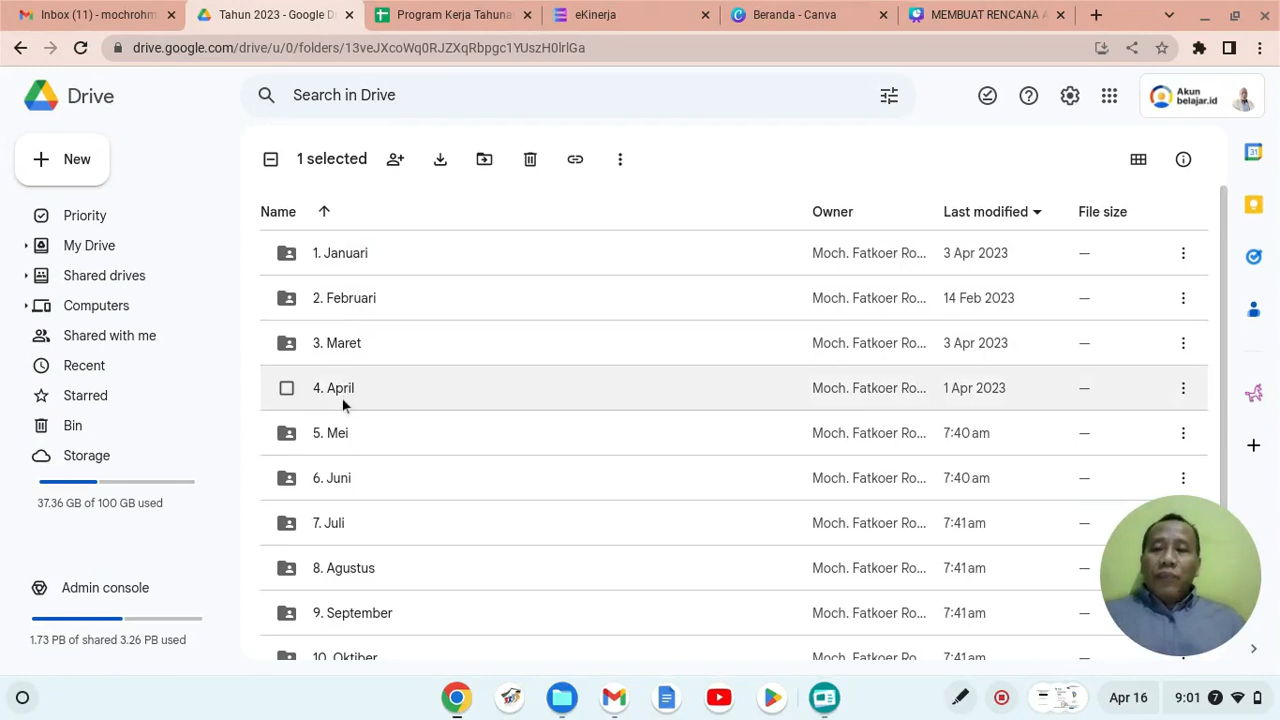 Inbox (11) - mochrohm
Tahun 2023 - Google D
Program Kerja Tahuna
eKinerja
Beranda - Canva
MEMBUAT RENCANA A
drive.google.com/drive/u/0/folders/13veJXcoWq0RJZXqRbpgc1YUszH0lrlGa
Drive
Search in Drive
Akun
belajar.id
New
1 selected
Name
Owner
Last modified
File size
Priority
My Drive
Shared drives
Computers
Shared with me
Recent
Starred
Bin
Storage
37.36 GB of 100 GB used
Admin console
1.73 PB of shared 3.26 PB used
1. Januari Moch. Fatkoer Ro... 3 Apr 2023 —
2. Februari Moch. Fatkoer Ro... 14 Feb 2023 —
3. Maret Moch. Fatkoer Ro... 3 Apr 2023 —
4. April Moch. Fatkoer Ro... 1 Apr 2023 —
5. Mei Moch. Fatkoer Ro... 7:40 am —
6. Juni Moch. Fatkoer Ro... 7:40 am —
7. Juli Moch. Fatkoer Ro... 7:41 am —
8. Agustus Moch. Fatkoer Ro... 7:41 am —
9. September Moch. Fatkoer Ro... 7:41 am
10. Oktiber Moch. Fatkoer Ro... 7:41 am
Apr 16
9:01
7